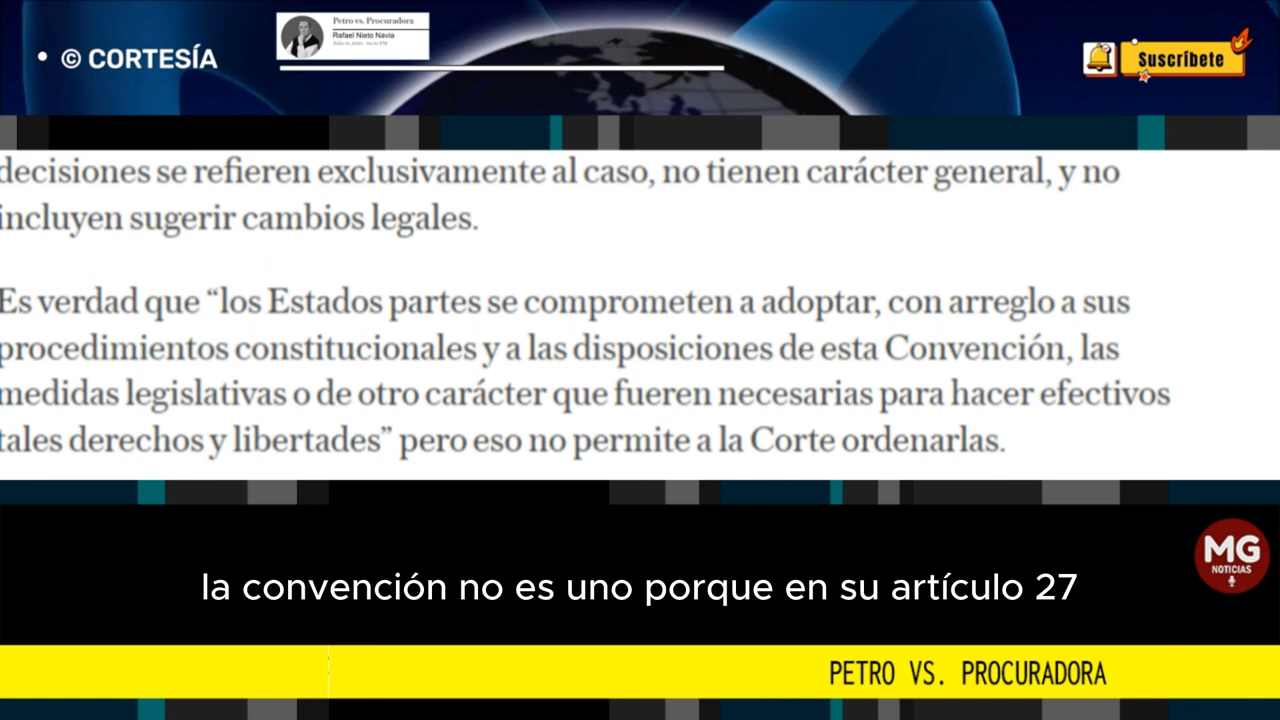 • © CORTESÍA
Petro vs. Procuradora
Rafael Nieto Navia
Suscríbete
decisiones se refieren exclusivamente al caso, no tienen carácter general, y no
incluyen sugerir cambios legales.
Es verdad que “los Estados partes se comprometen a adoptar, con arreglo a sus
procedimientos constitucionales y a las disposiciones de esta Convención, las
medidas legislativas o de otro carácter que fueren necesarias para hacer efectivos
tales derechos y libertades” pero eso no permite a la Corte ordenarlas.
MG
NOTICIAS
la convención no es uno porque en su artículo 27
PETRO VS. PROCURADORA